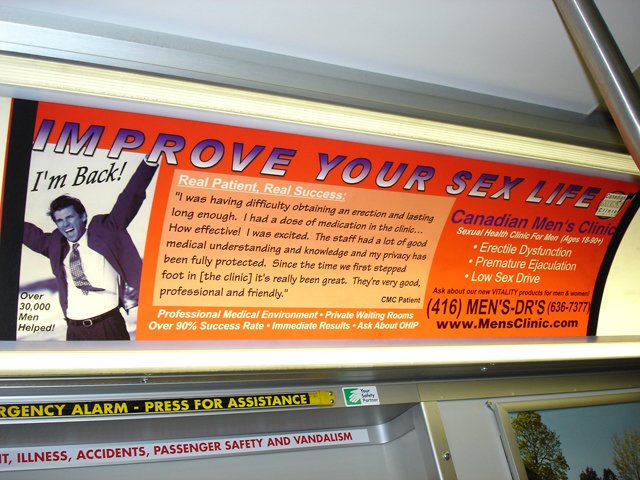 IMPROVE YOUR SEX LIFE
I'm Back!
Over
30,000
Men
Helped!
Real Patient, Real Success:
"I was having difficulty obtaining an erection and lasting
long enough. I had a dose of medication in the clinic...
How effective! I was excited. The staff had a lot of good
medical understanding and knowledge and my privacy has
been fully protected. Since the time we first stepped
foot in [the clinic] it's really been great. They're very good,
professional and friendly."
CMC Patient
Professional Medical Environment • Private Waiting Rooms
Over 90% Success Rate • Immediate Results • Ask About OHIP
Canadian Men's Clinic
Sexual Health Clinic For Men (Ages 16-90+)
• Erectile Dysfunction
• Premature Ejaculation
• Low Sex Drive
Ask about our new VITALITY products for men & women!
(416) MEN'S-DR'S (636-7377)
www.MensClinic.com
Canadian
Clinic
RGENCY ALARM - PRESS FOR ASSISTANCE
Your
Safety
Partner
T, ILLNESS, ACCIDENTS, PASSENGER SAFETY AND VANDALISM